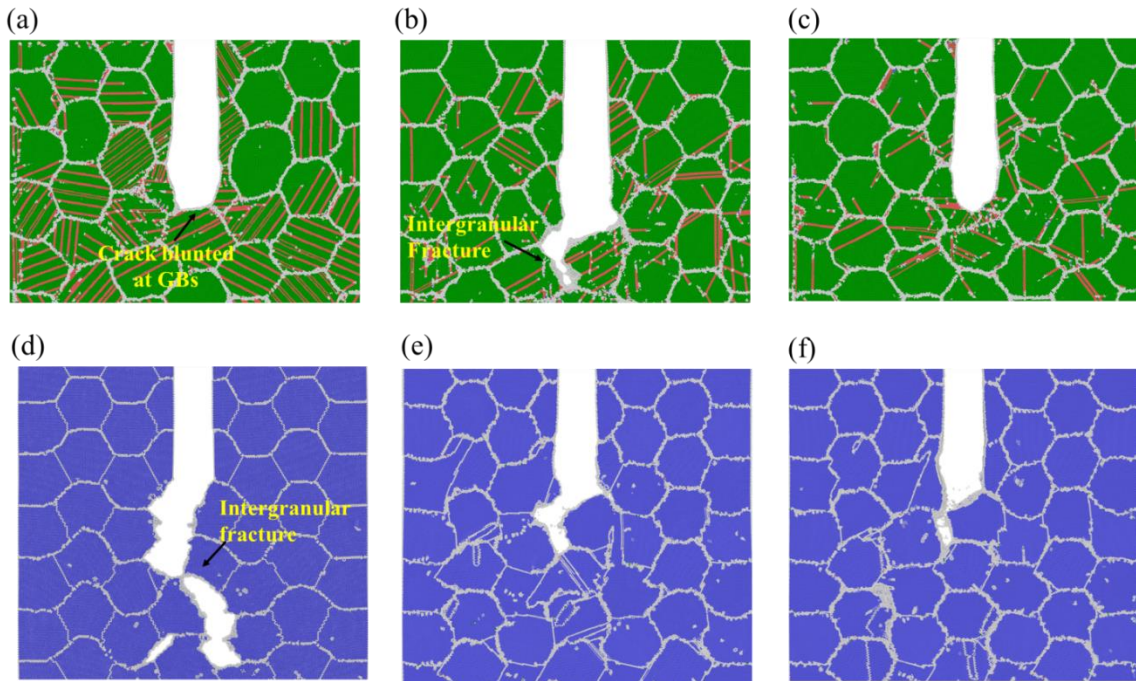 (a)
(b)
(c)
Crack blunted
at GBs
Intergranular
Fracture
(d)
(e)
(f)
Intergranular
fracture